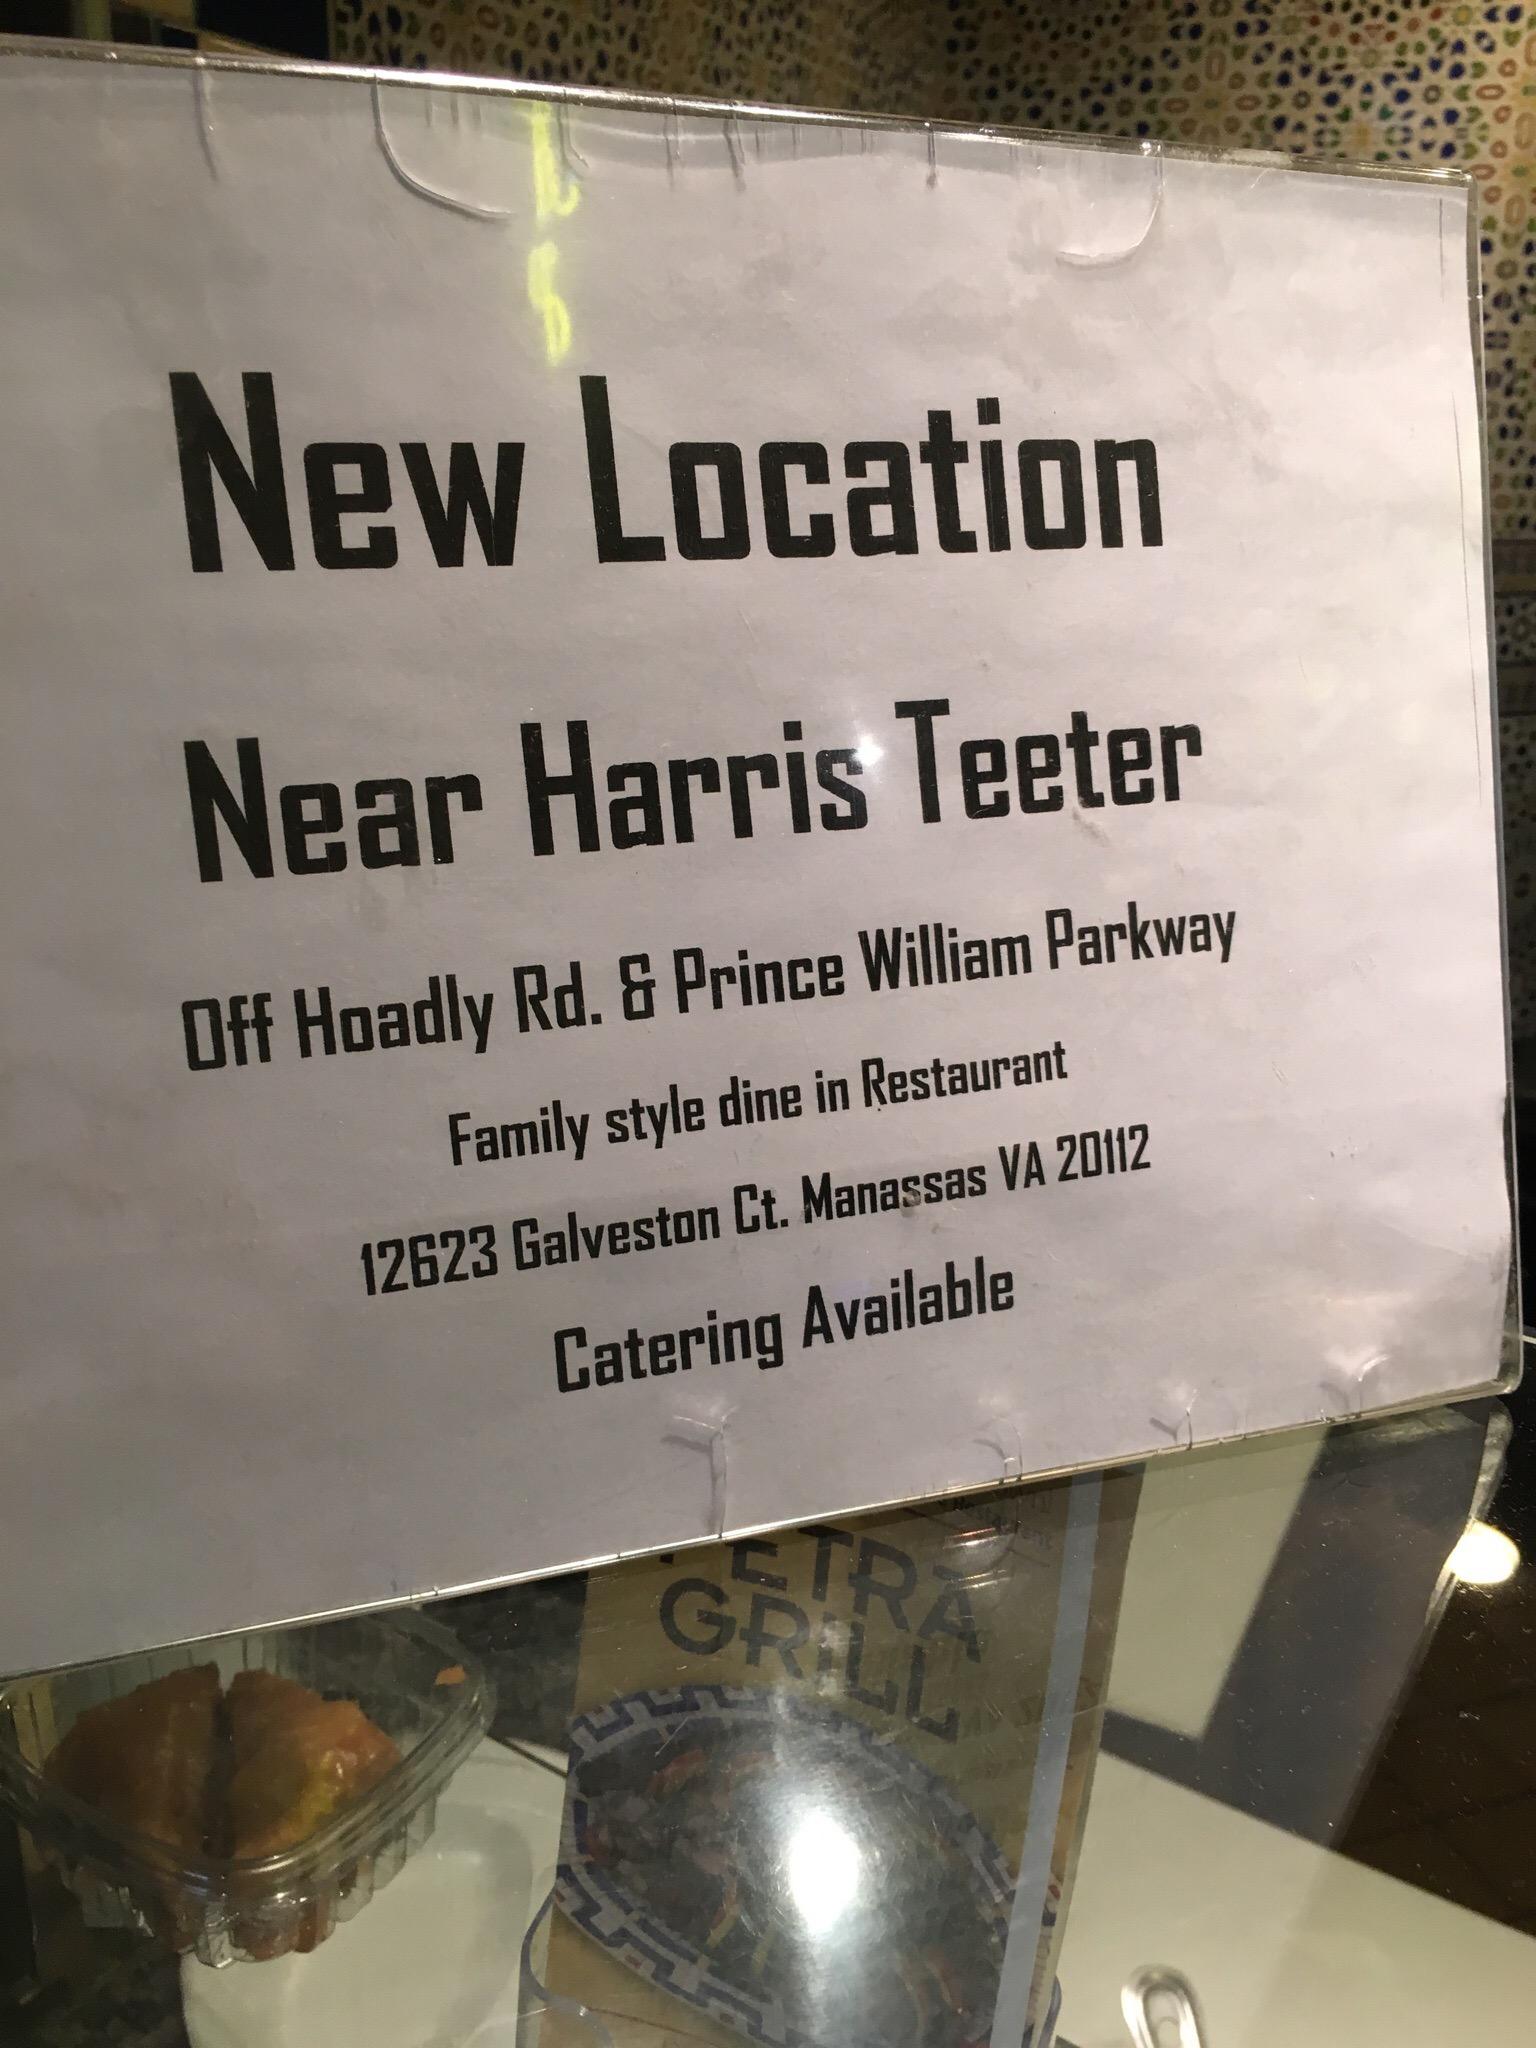 New Location
Near Harris Teeter
Off Hoadly Rd. & Prince William Parkway
Family style dine in Restaurant
12623 Galveston Ct. Manassas VA 20112
Catering Available
PETRA
GRILL